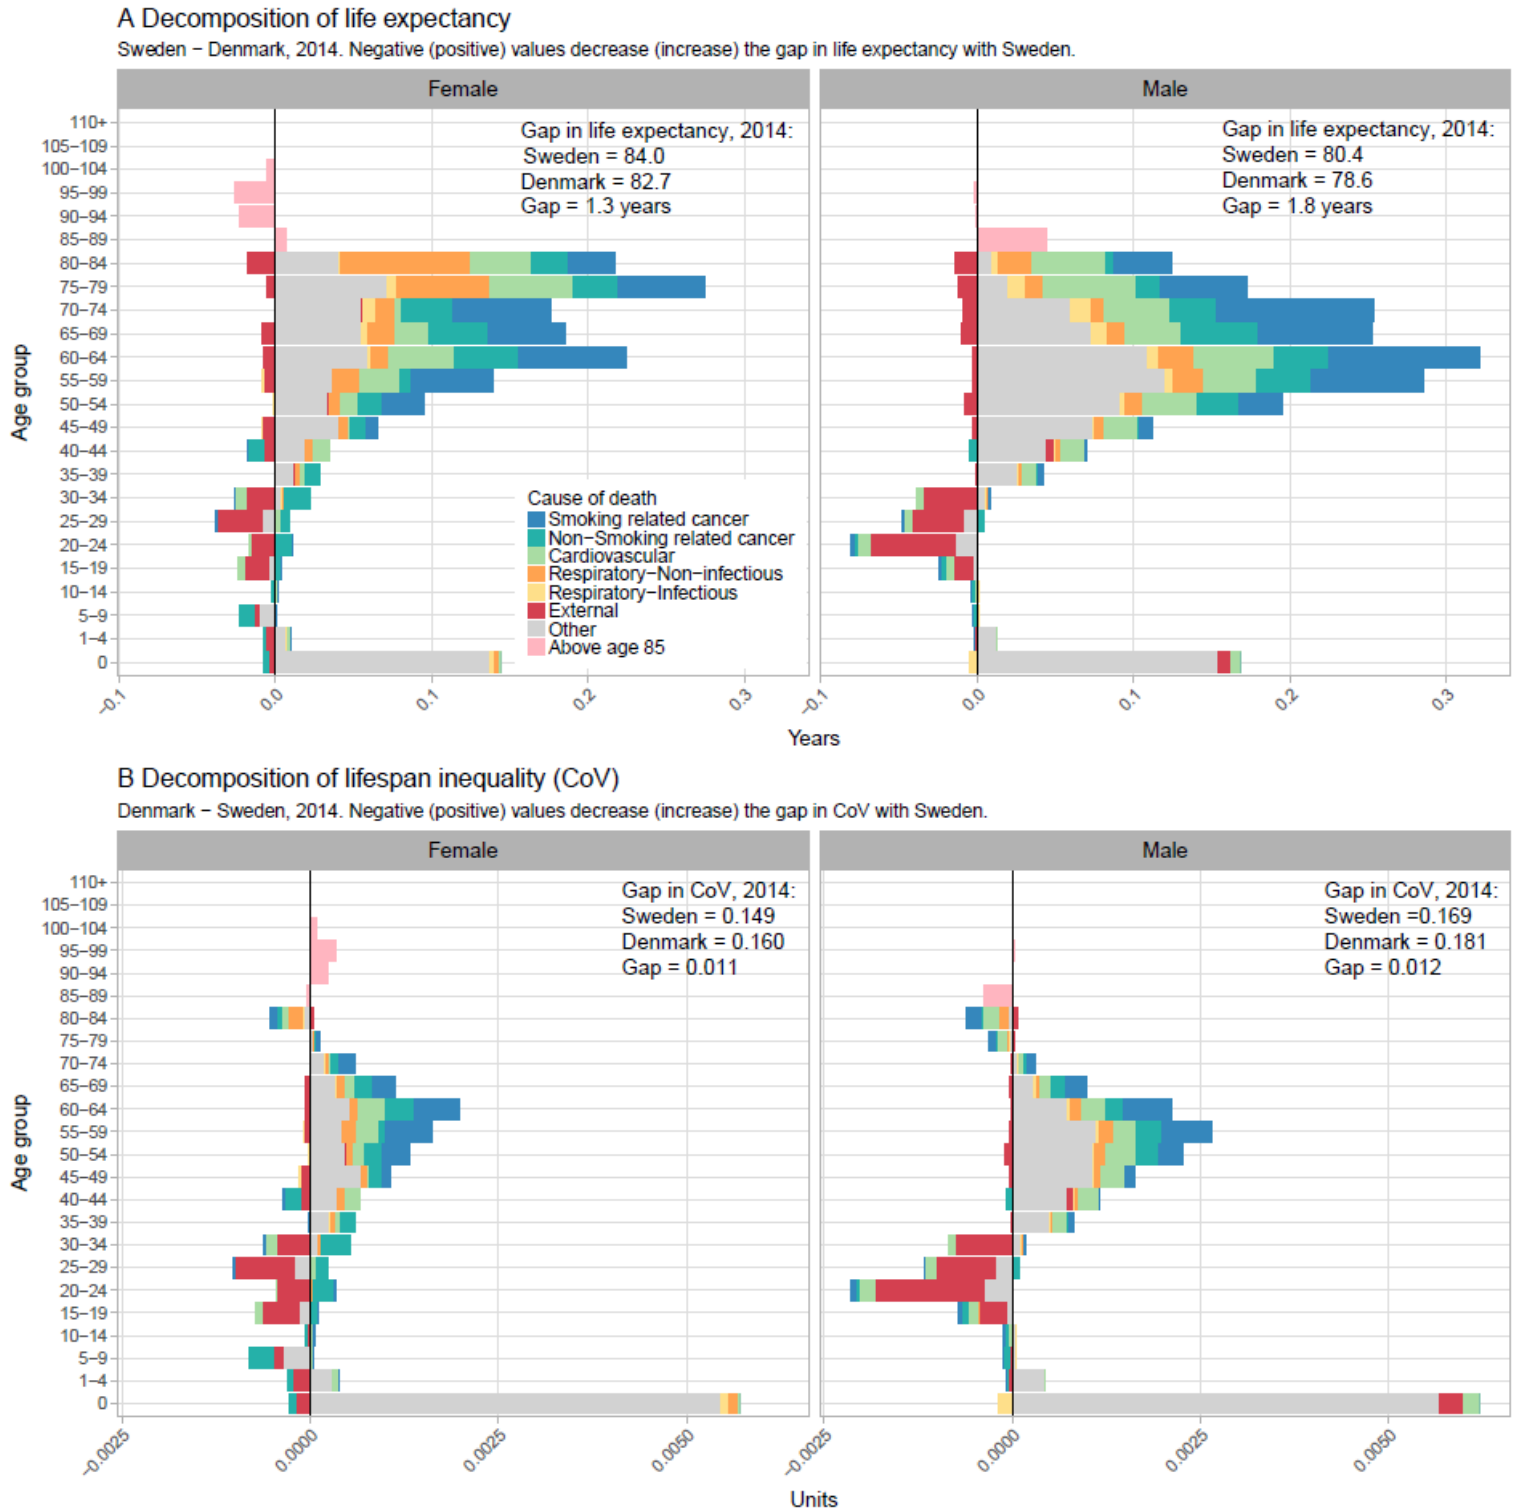 A Decomposition of life expectancy
Sweden − Denmark, 2014. Negative (positive) values decrease (increase) the gap in life expectancy with Sweden.
Female
Male
Age group
110+
105−109
100−104
95−99
90−94
85−89
80−84
75−79
70−74
65−69
60−64
55−59
50−54
45−49
40−44
35−39
30−34
25−29
20−24
15−19
10−14
5−9
1−4
0
Gap in life expectancy, 2014:
Sweden = 84.0
Denmark = 82.7
Gap = 1.3 years
Gap in life expectancy, 2014:
Sweden = 80.4
Denmark = 78.6
Gap = 1.8 years
Cause of death
Smoking related cancer
Non−Smoking related cancer
Cardiovascular
Respiratory−Non−infectious
Respiratory−Infectious
External
Other
Above age 85
−0.1
0.0
0.1
0.2
0.3
−0.1
0.0
0.1
0.2
0.3
Years
B Decomposition of lifespan inequality (CoV)
Denmark − Sweden, 2014. Negative (positive) values decrease (increase) the gap in CoV with Sweden.
Female
Male
Age group
110+
105−109
100−104
95−99
90−94
85−89
80−84
75−79
70−74
65−69
60−64
55−59
50−54
45−49
40−44
35−39
30−34
25−29
20−24
15−19
10−14
5−9
1−4
0
Gap in CoV, 2014:
Sweden = 0.149
Denmark = 0.160
Gap = 0.011
Gap in CoV, 2014:
Sweden =0.169
Denmark = 0.181
Gap = 0.012
−0.0025
0.0000
0.0025
0.0050
−0.0025
0.0000
0.0025
0.0050
Units